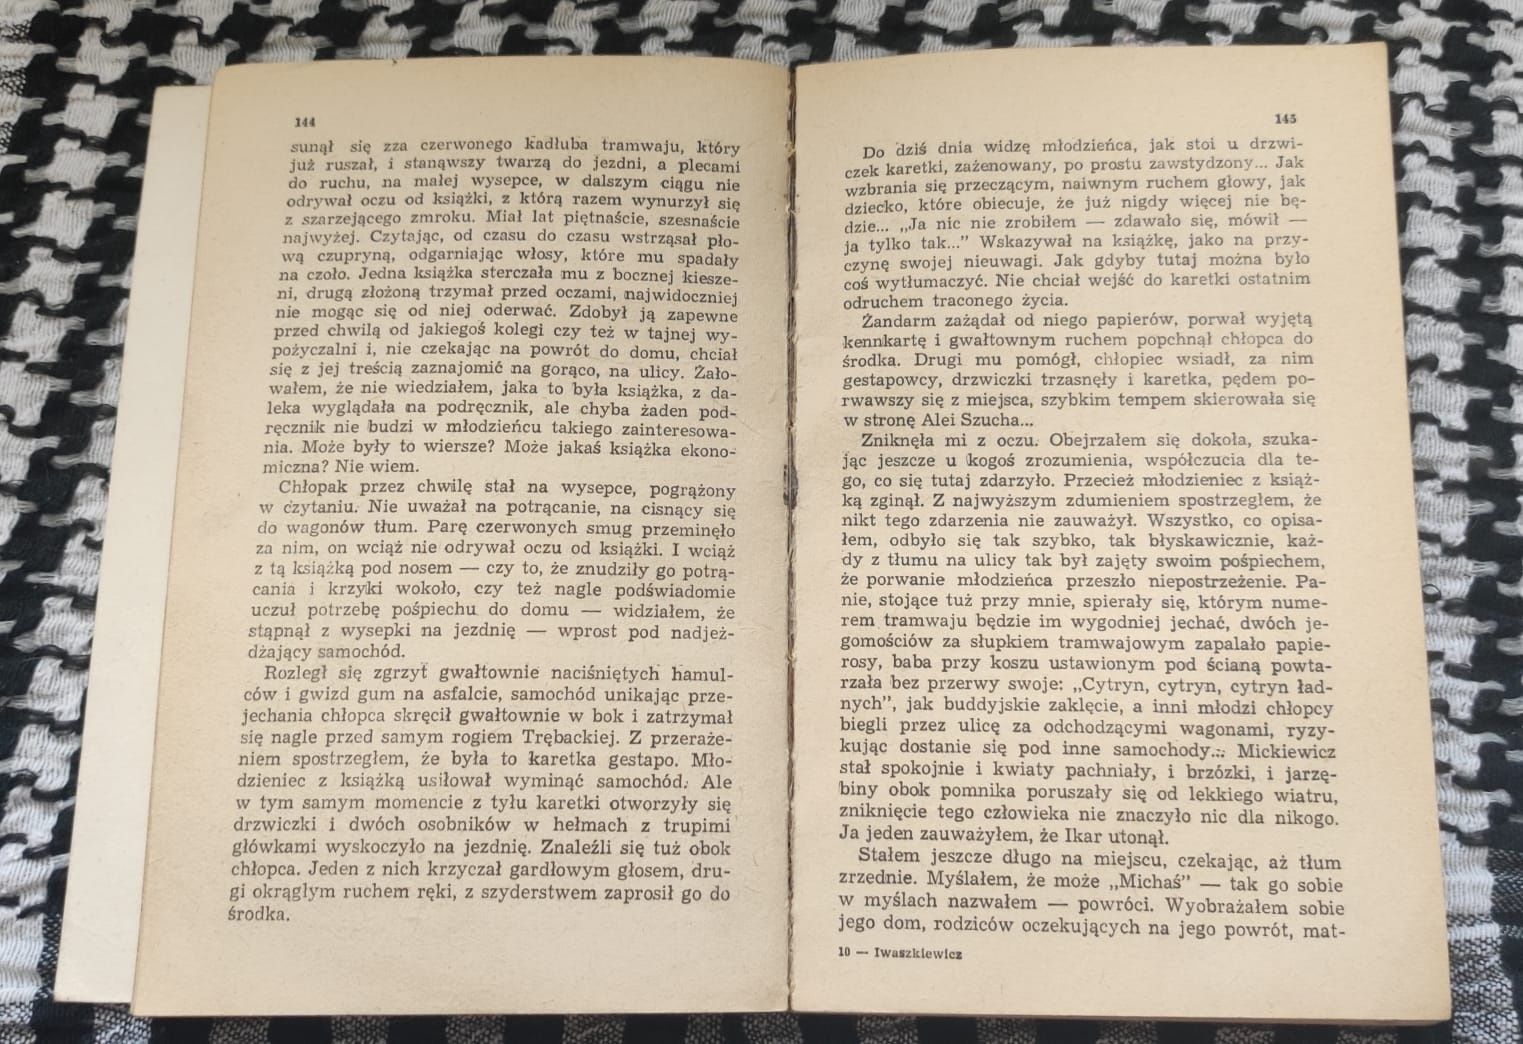 144
sunął się zza czerwonego kadłuba tramwaju, który
już ruszał, i stanąwszy twarzą do jezdni, a plecami
do ruchu, na małej wysepce, w dalszym ciągu nie
odrywał oczu od książki, z którą razem wynurzył się
z szarzejącego zmroku. Miał lat piętnaście, szesnaście
najwyżej. Czytając, od czasu do czasu wstrząsał pło-
wą czupryną, odgarniając włosy, które mu spadały
na czoło. Jedna książka sterczała mu z bocznej kiesze-
ni, drugą złożoną trzymał przed oczami, najwidoczniej
nie mogąc się od niej oderwać. Zdobył ją zapewne
przed chwilą od jakiegoś kolegi czy też w tajnej wy-
pożyczalni i, nie czekając na powrót do domu, chciał
się z jej treścią zaznajomić na gorąco, na ulicy. Żało-
wałem, że nie wiedziałem, jaka to była książka, z da-
leka wyglądała na podręcznik, ale chyba żaden pod-
ręcznik nie budzi w młodzieńcu takiego zainteresowa-
nia. Może były to wiersze? Może jakaś książka ekono-
miczna? Nie wiem.
Chłopak przez chwilę stał na wysepce, pogrążony
w czytaniu. Nie uważał na potrącanie, na cisnący się
do wagonów tłum. Parę czerwonych smug przeminęło
za nim, on wciąż nie odrywał oczu od książki. I wciąż
z tą książką pod nosem — czy to, że znudziły go potrą-
cania i krzyki wokoło, czy też nagle podświadomie
uczuł potrzebę pośpiechu do domu — widziałem, że
stąpnął z wysepki na jezdnię — wprost pod nadjeż-
dżający samochód.
Rozległ się zgrzyt gwałtownie naciśniętych hamul-
ców i gwizd gum na asfalcie, samochód unikając prze-
jechania chłopca skręcił gwałtownie w bok i zatrzymał
się nagle przed samym rogiem Trębackiej. Z przeraże-
niem spostrzegłem, że była to karetka gestapo. Mło-
dzieniec z książką usiłował wyminąć samochód. Ale
w tym samym momencie z tyłu karetki otworzyły się
drzwiczki i dwóch osobników w hełmach z trupimi
główkami wyskoczyło na jezdnię. Znaleźli się tuż obok
chłopca. Jeden z nich krzyczał gardłowym głosem, dru-
gi okrągłym ruchem ręki, z szyderstwem zaprosił go do
środka.
145
Do dziś dnia widzę młodzieńca, jak stoi u drzwi-
czek karetki, zażenowany, po prostu zawstydzony... Jak
wzbrania się przeczącym, naiwnym ruchem głowy, jak
dziecko, które obiecuje, że już nigdy więcej nie bę-
dzie... „Ja nic nie zrobiłem — zdawało się, mówił —
ja tylko tak...” Wskazywał na książkę, jako na przy-
czynę swojej nieuwagi. Jak gdyby tutaj można było
coś wytłumaczyć. Nie chciał wejść do karetki ostatnim
odruchem traconego życia.
Żandarm zażądał od niego papierów, porwał wyjętą
kennkartę i gwałtownym ruchem popchnął chłopca do
środka. Drugi mu pomógł, chłopiec wsiadł, za nim
gestapowcy, drzwiczki trzasnęły i karetka, pędem po-
rwawszy się z miejsca, szybkim tempem skierowała się
w stronę Alei Szucha...
Zniknęła mi z oczu. Obejrzałem się dokoła, szuka-
jąc jeszcze u kogoś zrozumienia, współczucia dla te-
go, co się tutaj zdarzyło. Przecież młodzieniec z książ-
ką zginął. Z najwyższym zdumieniem spostrzegłem, że
nikt tego zdarzenia nie zauważył. Wszystko, co opisa-
łem, odbyło się tak szybko, tak błyskawicznie, każ-
dy z tłumu na ulicy tak był zajęty swoim pośpiechem,
że porwanie młodzieńca przeszło niepostrzeżenie. Pa-
nie, stojące tuż przy mnie, spierały się, którym nume-
rem tramwaju będzie im wygodniej jechać, dwóch je-
gomościów za słupkiem tramwajowym zapalało papie-
rosy, baba przy koszu ustawionym pod ścianą powta-
rzała bez przerwy swoje: „Cytryn, cytryn, cytryn ład-
nych”, jak buddyjskie zaklęcie, a inni młodzi chłopcy
biegli przez ulicę za odchodzącymi wagonami, ryzy-
kując dostanie się pod inne samochody... Mickiewicz
stał spokojnie i kwiaty pachniały, i brzózki, i jarzę-
biny obok pomnika poruszały się od lekkiego wiatru,
zniknięcie tego człowieka nie znaczyło nic dla nikogo.
Ja jeden zauważyłem, że Ikar utonął.
Stałem jeszcze długo na miejscu, czekając, aż tłum
zrzednie. Myślałem, że może „Michaś” — tak go sobie
w myślach nazwałem — powróci. Wyobrażałem sobie
jego dom, rodziców oczekujących na jego powrót, mat-
10 — Iwaszkiewicz